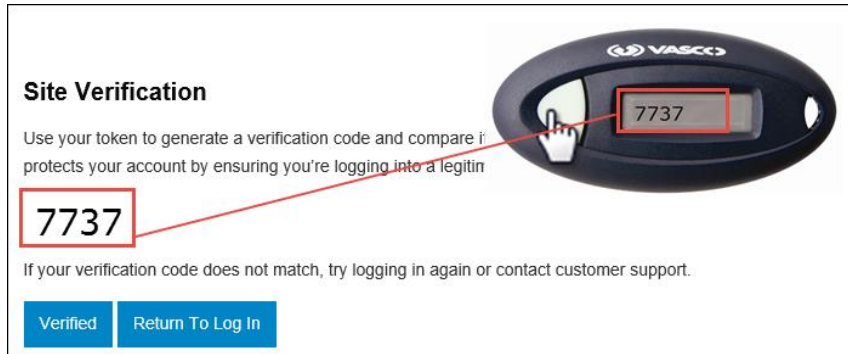 VASCO
7737
Site Verification
Use your token to generate a verification code and compare
protects your account by ensuring you're logging into a
7737
If your verification code does not match, try logging in again or contact customer support.
Verified
Return To Log In